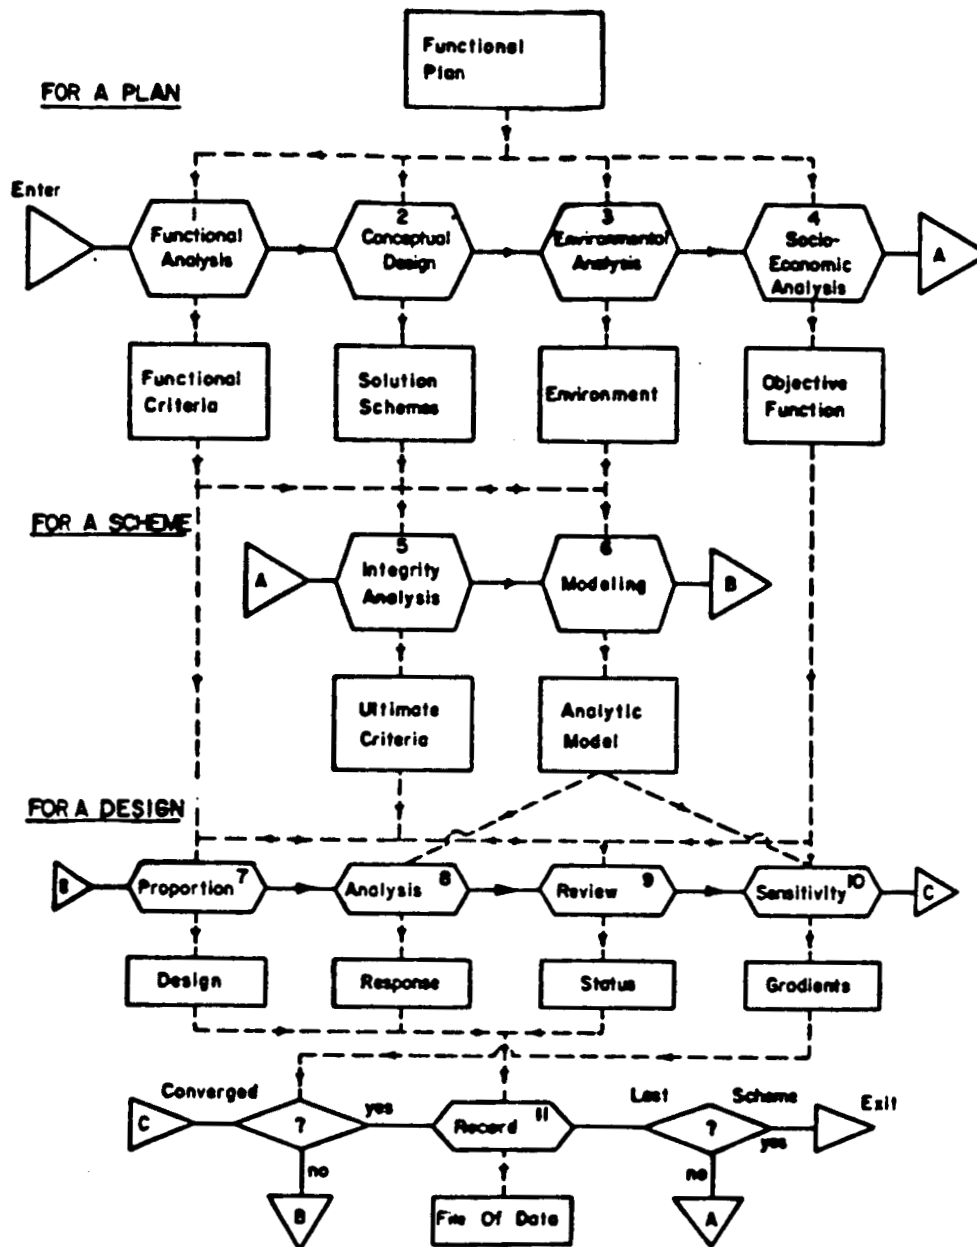 Functional
Plan
FOR A PLAN
Enter
1
Functional
Analysis
2
Conceptual
Design
3
Environmental
Analysis
4
Socio-
Economic
Analysis
A
Functional
Criteria
Solution
Schemes
Environment
Objective
Function
FOR A SCHEME
A
5
Integrity
Analysis
6
Modeling
B
Ultimate
Criteria
Analytic
Model
FOR A DESIGN
B
Proportion 7
Analysis 8
Review 9
Sensitivity 10
C
Design
Response
Status
Gradients
Converged
Last Scheme
Exit
C
?
yes
Record 11
?
yes
no
no
B
File Of Data
A